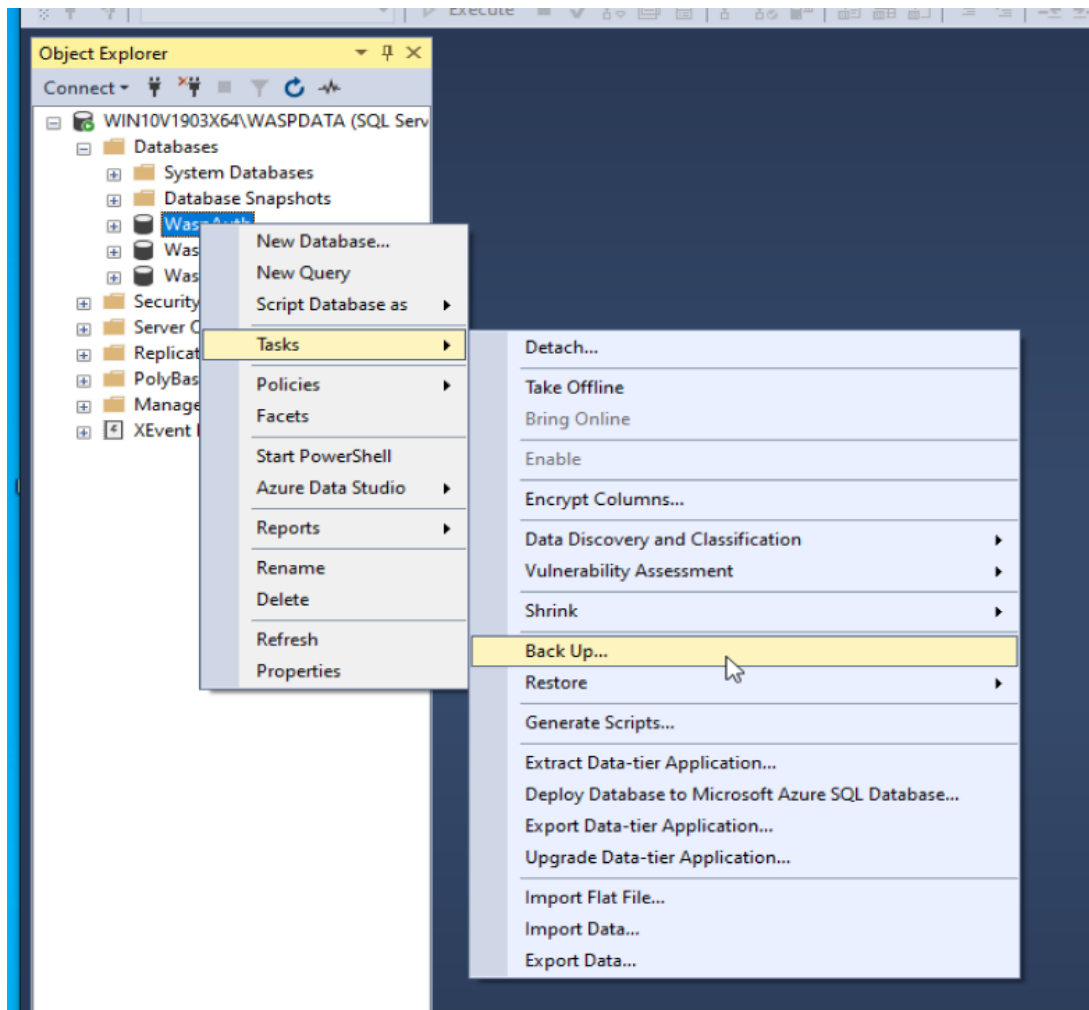 Execute
Object Explorer
Connect
WIN10V1903X64\WASPDATA (SQL Serv
Databases
System Databases
Database Snapshots
WaspAuth
Was
Was
Security
Server O
Replicat
PolyBas
Manage
XEvent
New Database...
New Query
Script Database as
Tasks
Policies
Facets
Start PowerShell
Azure Data Studio
Reports
Rename
Delete
Refresh
Properties
Detach...
Take Offline
Bring Online
Enable
Encrypt Columns...
Data Discovery and Classification
Vulnerability Assessment
Shrink
Back Up...
Restore
Generate Scripts...
Extract Data-tier Application...
Deploy Database to Microsoft Azure SQL Database...
Export Data-tier Application...
Upgrade Data-tier Application...
Import Flat File...
Import Data...
Export Data...